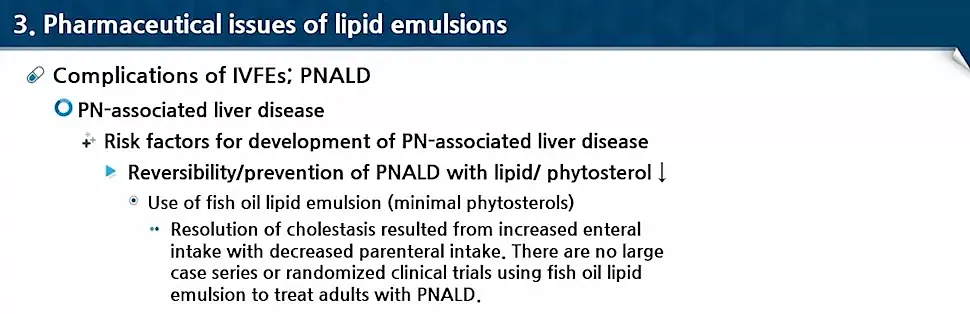 3. Pharmaceutical issues of lipid emulsions
Complications of IVFEs; PNALD
PN-associated liver disease
Risk factors for development of PN-associated liver disease
Reversibility/prevention of PNALD with lipid/ phytosterol ↓
Use of fish oil lipid emulsion (minimal phytosterols)
Resolution of cholestasis resulted from increased enteral
intake with decreased parenteral intake. There are no large
case series or randomized clinical trials using fish oil lipid
emulsion to treat adults with PNALD.